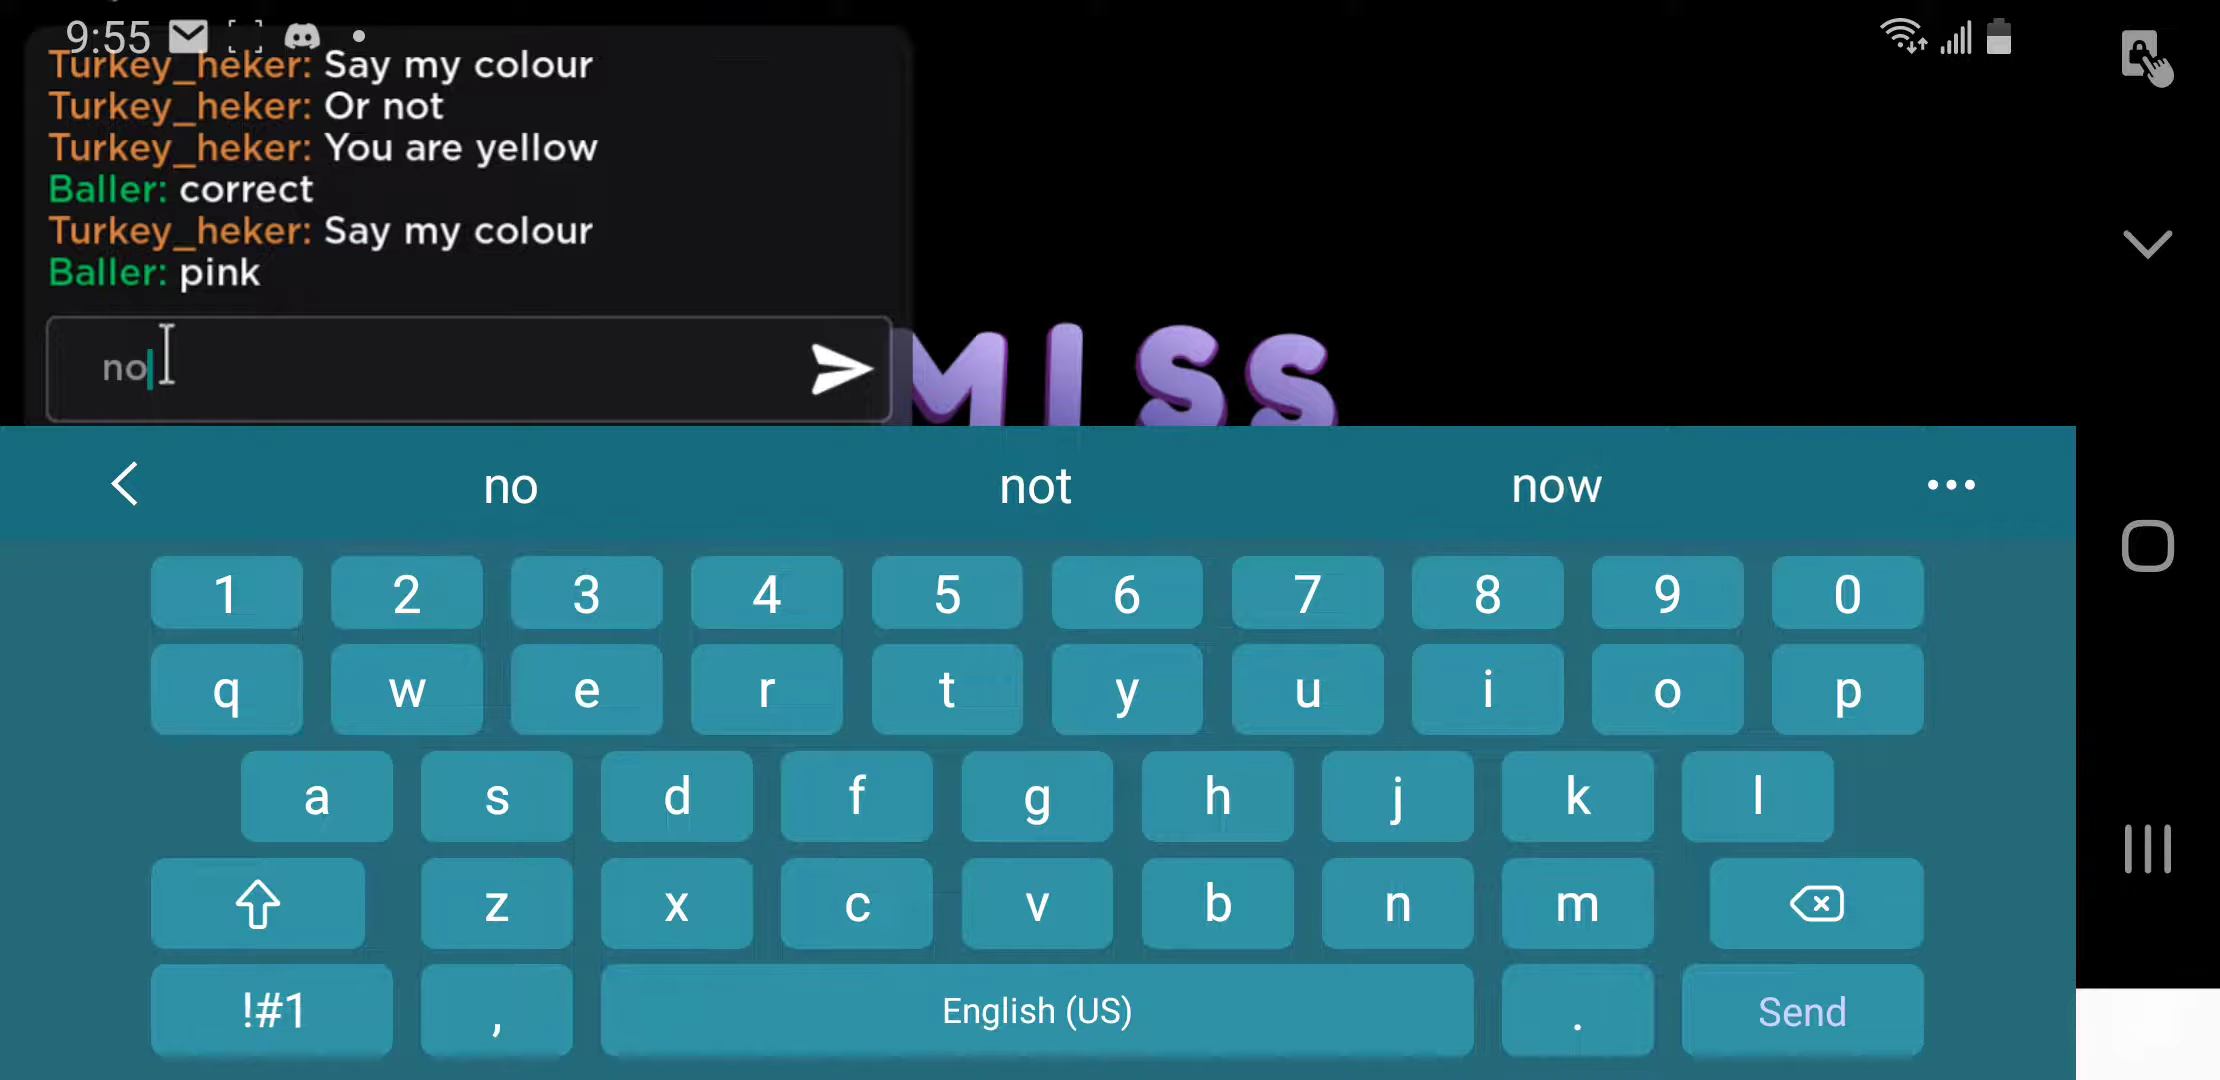 9:55
Turkey_heker: Say my colour
Turkey_heker: Or not
Turkey_heker: You are yellow
Baller: correct
Turkey_heker: Say my colour
Baller: pink
no
MISS
no not now
1 2 3 4 5 6 7 8 9 0
q w e r t y u i o p
a s d f g h j k l
z x c v b n m
!#1 , English (US) . Send